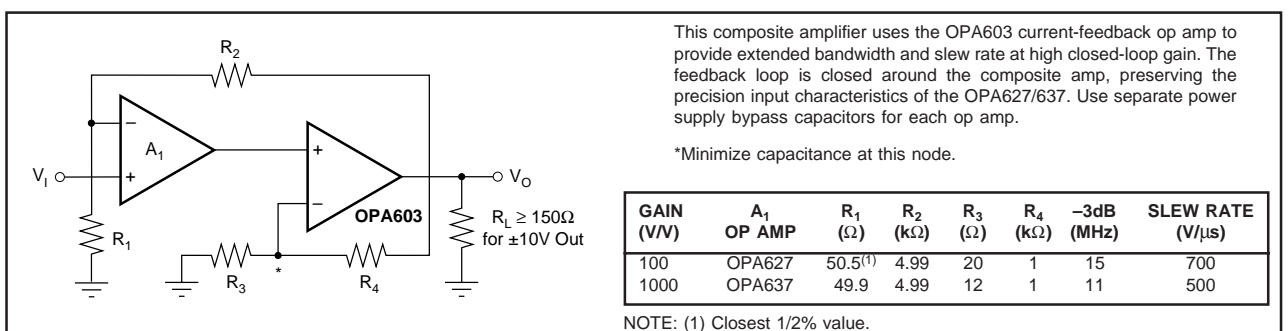 R2
A1
VI
−
+
+
−
VO
OPA603
RL ≥ 150Ω
for ±10V Out
R1
R3
*
R4
This composite amplifier uses the OPA603 current-feedback op amp to
provide extended bandwidth and slew rate at high closed-loop gain. The
feedback loop is closed around the composite amp, preserving the
precision input characteristics of the OPA627/637. Use separate power
supply bypass capacitors for each op amp.
*Minimize capacitance at this node.
GAIN A1 R1 R2 R3 R4 –3dB SLEW RATE
(V/V) OP AMP (Ω) (kΩ) (Ω) (kΩ) (MHz) (V/µs)
100 OPA627 50.5(1) 4.99 20 1 15 700
1000 OPA637 49.9 4.99 12 1 11 500
NOTE: (1) Closest 1/2% value.